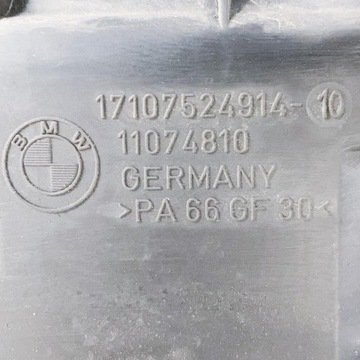 17107524914-10
BMW
11074810
GERMANY
>PA 66 GF 30<